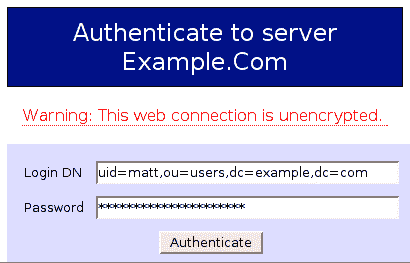 Authenticate to server
Example.Com
Warning: This web connection is unencrypted.
Login DN uid=matt,ou=users,dc=example,dc=com
Password *********************
Authenticate